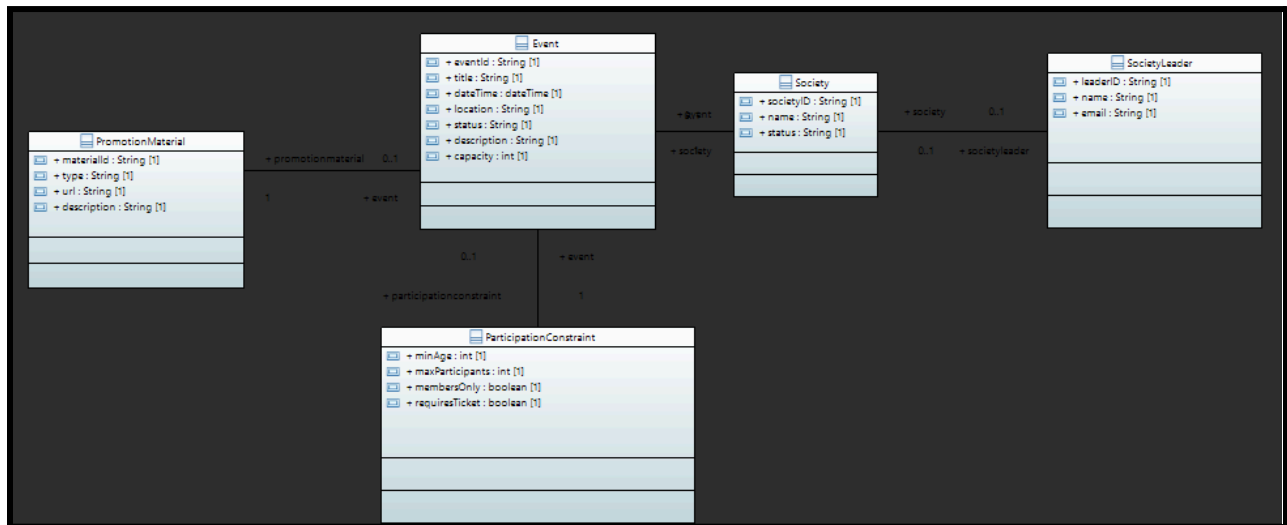 Event
+ eventId : String [1]
+ title : String [1]
+ dateTime : dateTime [1]
+ location : String [1]
+ status : String [1]
+ description : String [1]
+ capacity : int [1]
Society
+ societyID : String [1]
+ name : String [1]
+ status : String [1]
SocietyLeader
+ leaderID : String [1]
+ name : String [1]
+ email : String [1]
PromotionMaterial
+ materialId : String [1]
+ type : String [1]
+ url : String [1]
+ description : String [1]
+ promotionmaterial 0..1
1 + event
+ event
+ society
+ society 0..1
0..1 + societyleader
0..1 + event
+ participationconstraint 1
ParticipationConstraint
+ minAge : int [1]
+ maxParticipants : int [1]
+ membersOnly : boolean [1]
+ requiresTicket : boolean [1]